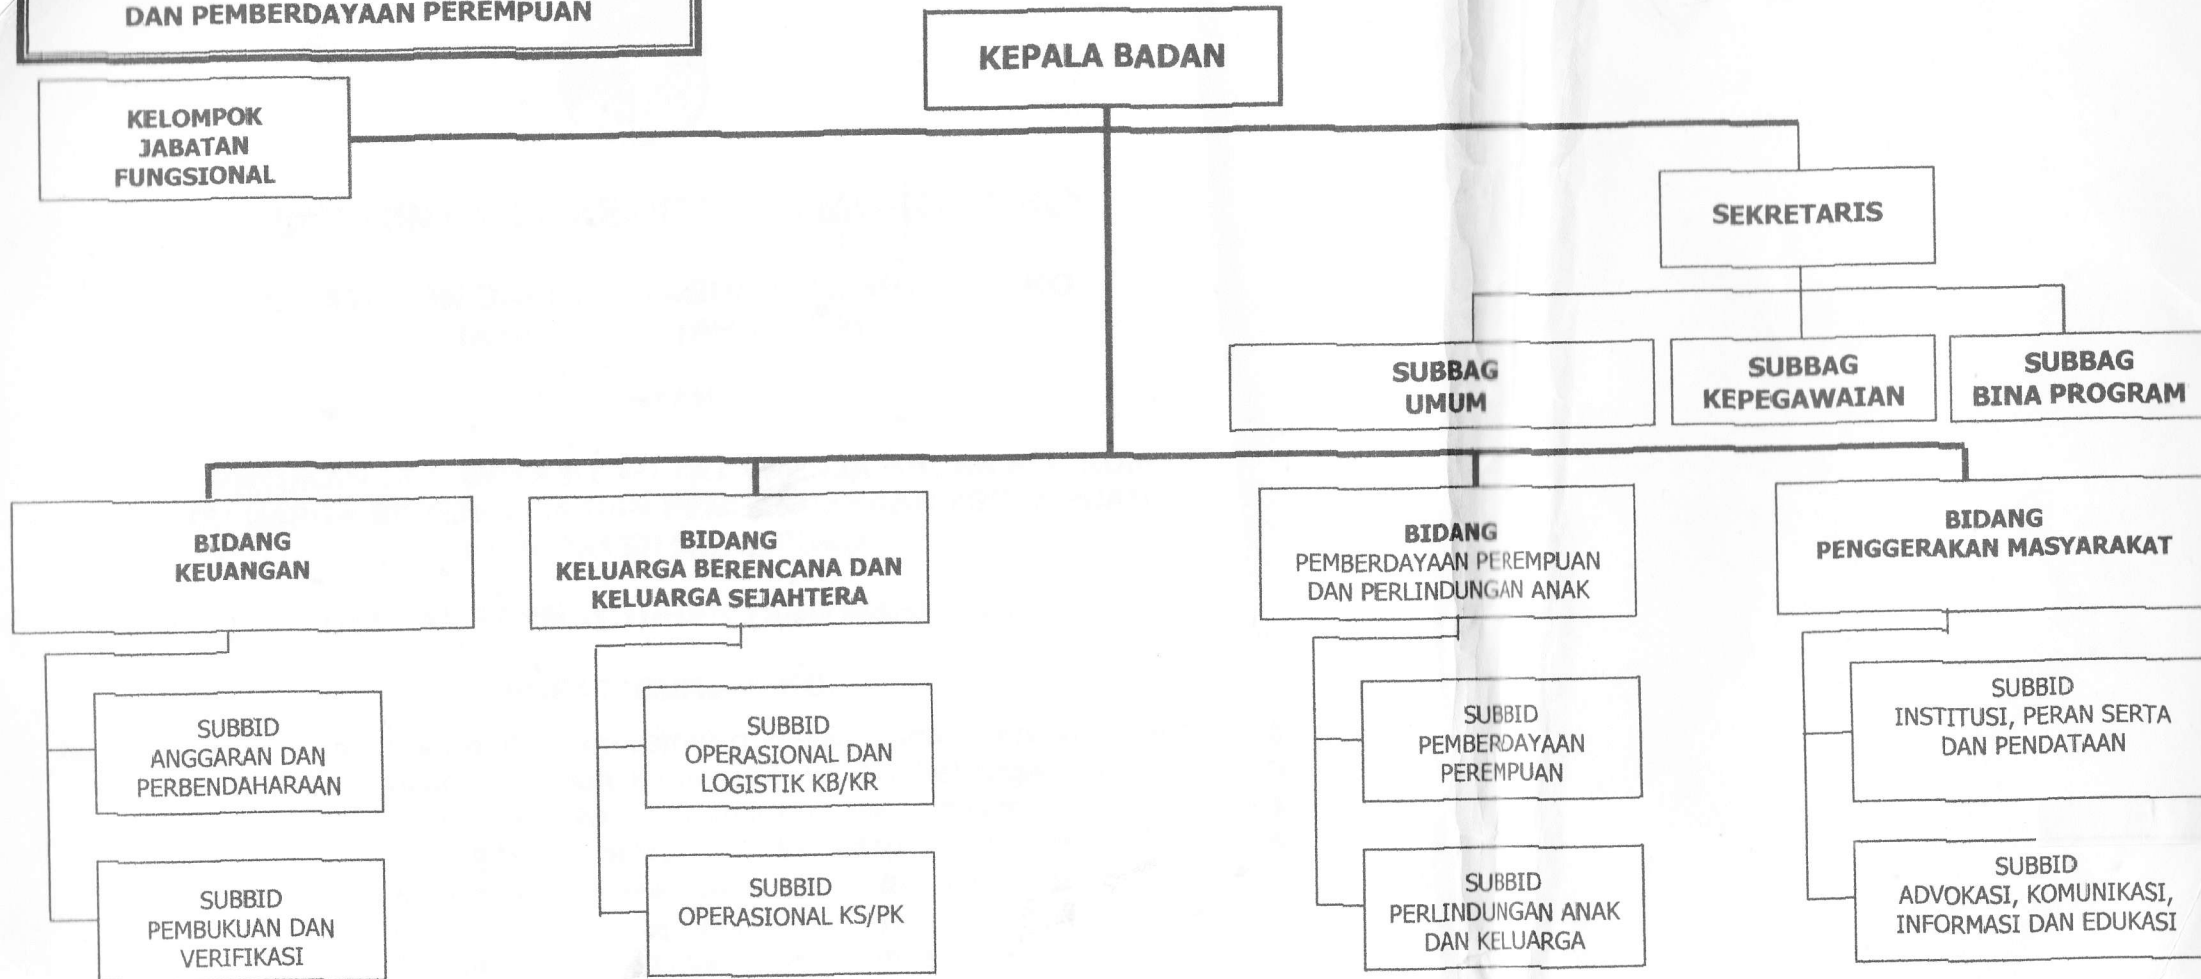 DAN PEMBERDAYAAN PEREMPUAN
KEPALA BADAN
KELOMPOK
JABATAN
FUNGSIONAL
SEKRETARIS
SUBBAG
UMUM
SUBBAG
KEPEGAWAIAN
SUBBAG
BINA PROGRAM
BIDANG
KEUANGAN
BIDANG
KELUARGA BERENCANA DAN
KELUARGA SEJAHTERA
BIDANG
PEMBERDAYAAN PEREMPUAN
DAN PERLINDUNGAN ANAK
BIDANG
PENGGERAKAN MASYARAKAT
SUBBID
ANGGARAN DAN
PERBENDAHARAAN
SUBBID
OPERASIONAL DAN
LOGISTIK KB/KR
SUBBID
PEMBERDAYAAN
PEREMPUAN
SUBBID
INSTITUSI, PERAN SERTA
DAN PENDATAAN
SUBBID
PEMBUKUAN DAN
VERIFIKASI
SUBBID
OPERASIONAL KS/PK
SUBBID
PERLINDUNGAN ANAK
DAN KELUARGA
SUBBID
ADVOKASI, KOMUNIKASI,
INFORMASI DAN EDUKASI